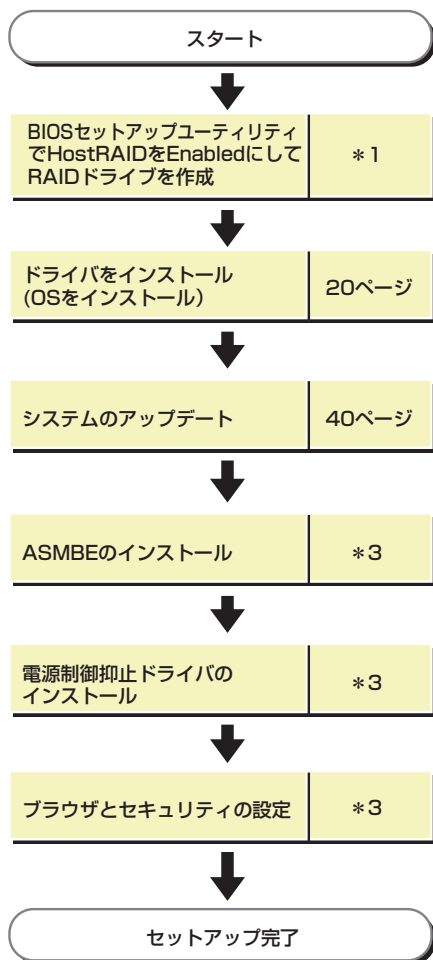 スタート
BIOSセットアップユーティリティ
でHostRAIDをEnabledにして
RAIDドライブを作成
＊1
ドライバをインストール
(OSをインストール）
20ページ
システムのアップデート
40ページ
ASMBEのインストール
＊3
電源制御抑止ドライバの
インストール
＊3
ブラウザとセキュリティの設定
＊3
セットアップ完了